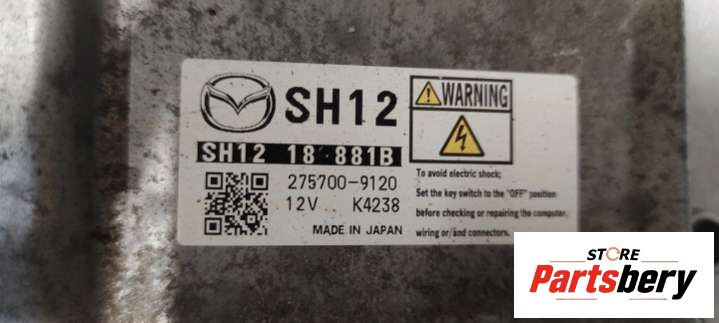 SH12
SH12 18 881B
275700-9120
12V K4238
MADE IN JAPAN
WARNING
To avoid electric shock;
Set the key switch to the "OFF" position
before checking or repairing the computer,
wiring or/and connectors.
STORE
Partsbery